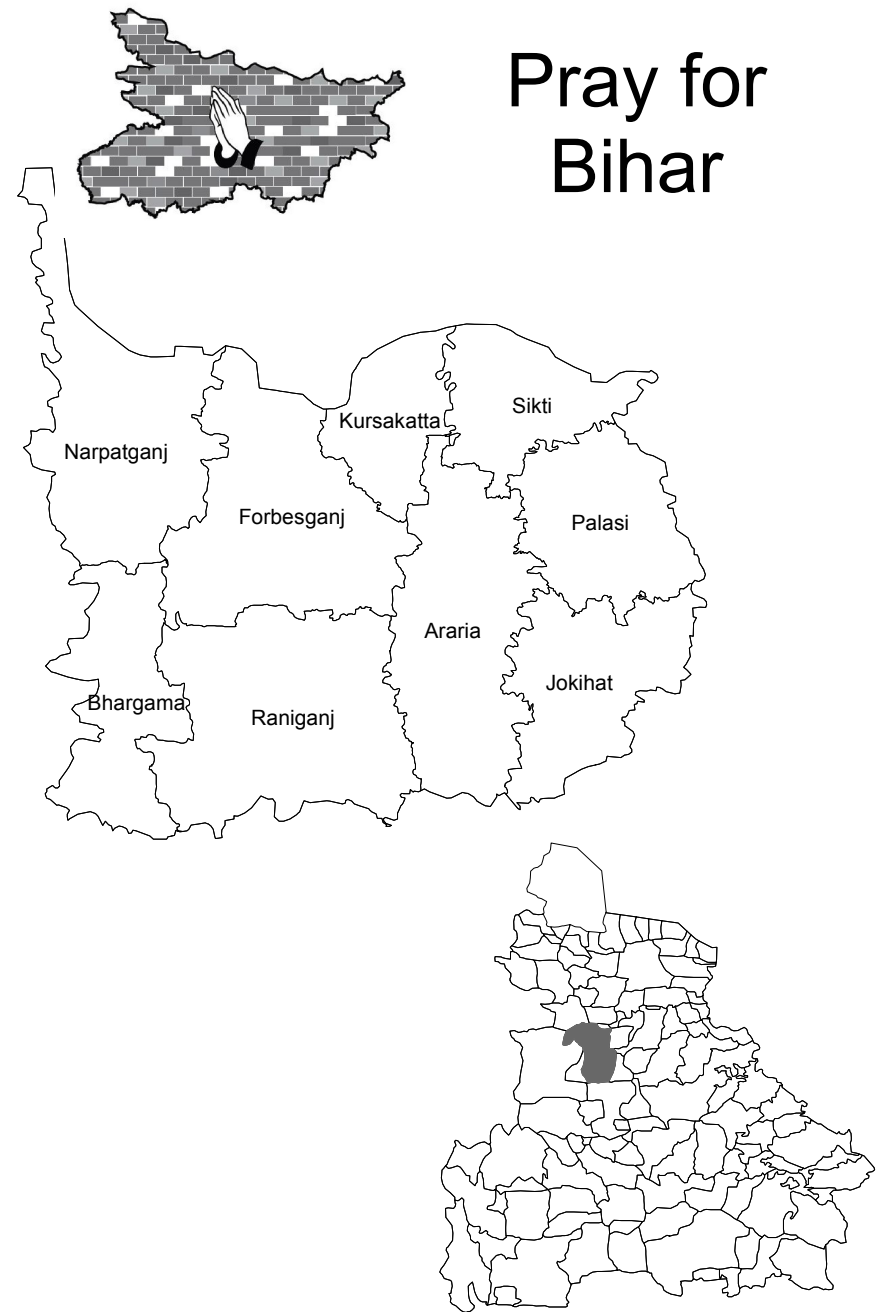 Pray for
Bihar
Sikti
Kursakatta
Narpatganj
Forbesganj
Palasi
Araria
Jokihat
Bhargama
Raniganj